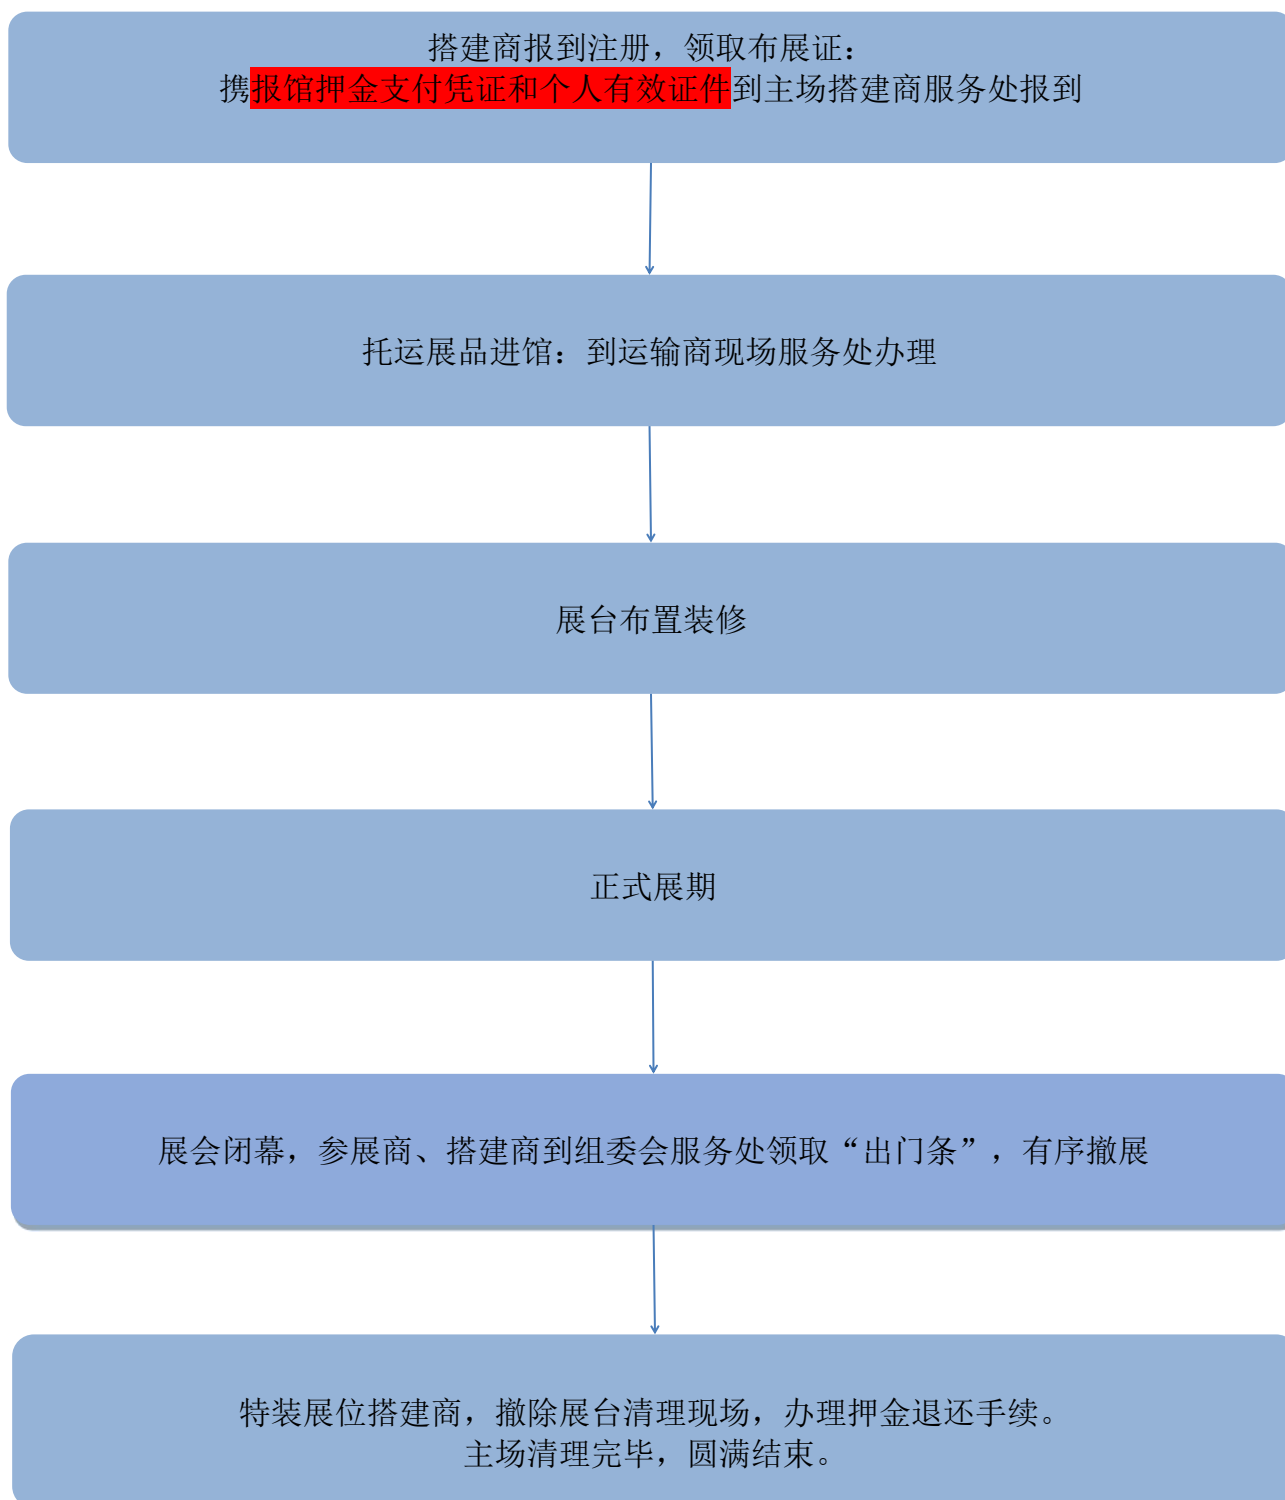 搭建商报到注册，领取布展证：
携报馆押金支付凭证和个人有效证件到主场搭建商服务处报到
托运展品进馆：到运输商现场服务处办理
展台布置装修
正式展期
展会闭幕，参展商、搭建商到组委会服务处领取“出门条”，有序撤展
特装展位搭建商，撤除展台清理现场，办理押金退还手续。
主场清理完毕，圆满结束。